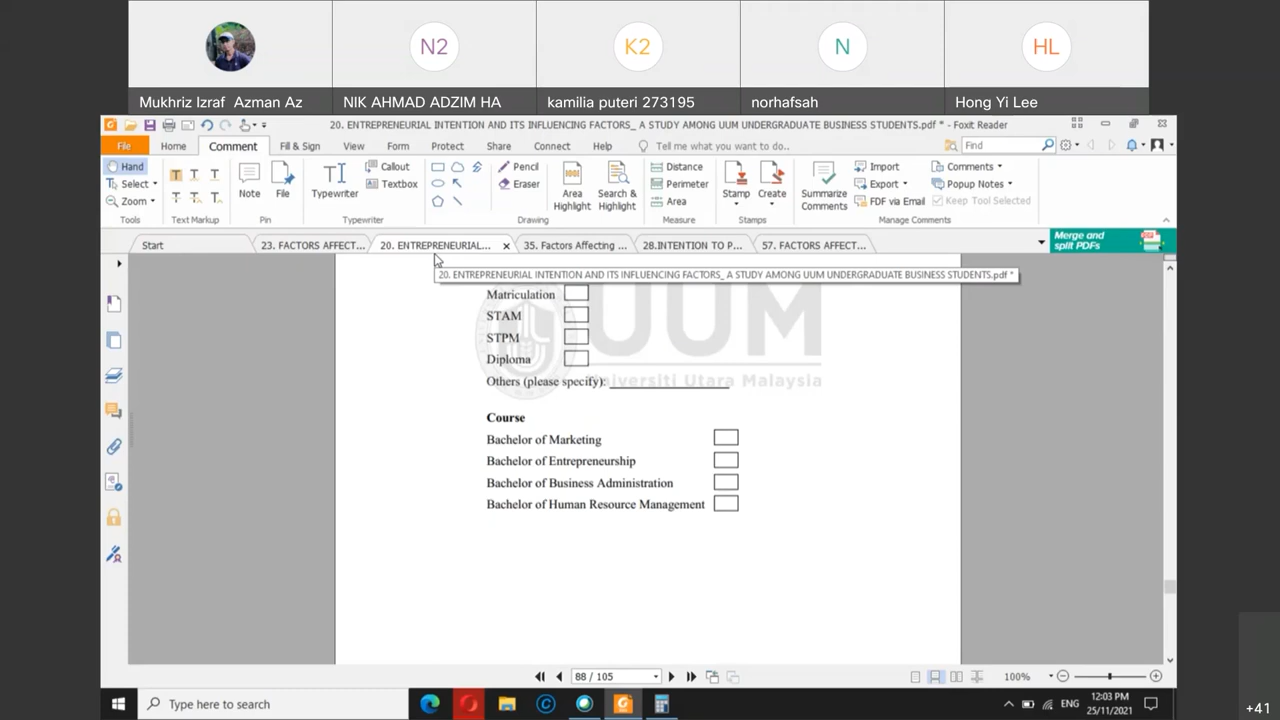 N2
K2
N
HL
Mukhriz Izraf Azman Az
NIK AHMAD ADZIM HA
kamilia puteri 273195
norhafsah
Hong Yi Lee
20. ENTREPRENEURIAL INTENTION AND ITS INFLUENCING FACTORS_ A STUDY AMONG UUM UNDERGRADUATE BUSINESS STUDENTS.pdf * - Foxit Reader
File Home Comment Fill & Sign View Form Protect Share Connect Help Tell me what you want to do.. Find
Hand
Select
Zoom
Tools
Text Markup
Note
File
Pin
Typewriter
Callout
Textbox
Typewriter
Pencil
Eraser
Area Highlight
Search & Highlight
Drawing
Distance
Perimeter
Area
Measure
Stamp
Create
Stamps
Summarize Comments
Import
Export
FDF via Email
Comments
Popup Notes
Keep Tool Selected
Manage Comments
Start
23. FACTORS AFFECT...
20. ENTREPRENEURIAL...
35. Factors Affecting ...
28.INTENTION TO P...
57. FACTORS AFFECT...
Merge and
split PDFs
20. ENTREPRENEURIAL INTENTION AND ITS INFLUENCING FACTORS_ A STUDY AMONG UUM UNDERGRADUATE BUSINESS STUDENTS.pdf *
UUM
Universiti Utara Malaysia
Matriculation
STAM
STPM
Diploma
Others (please specify):
Course
Bachelor of Marketing
Bachelor of Entrepreneurship
Bachelor of Business Administration
Bachelor of Human Resource Management
88 / 105
100%
Type here to search
ENG
12:03 PM
25/11/2021
+41